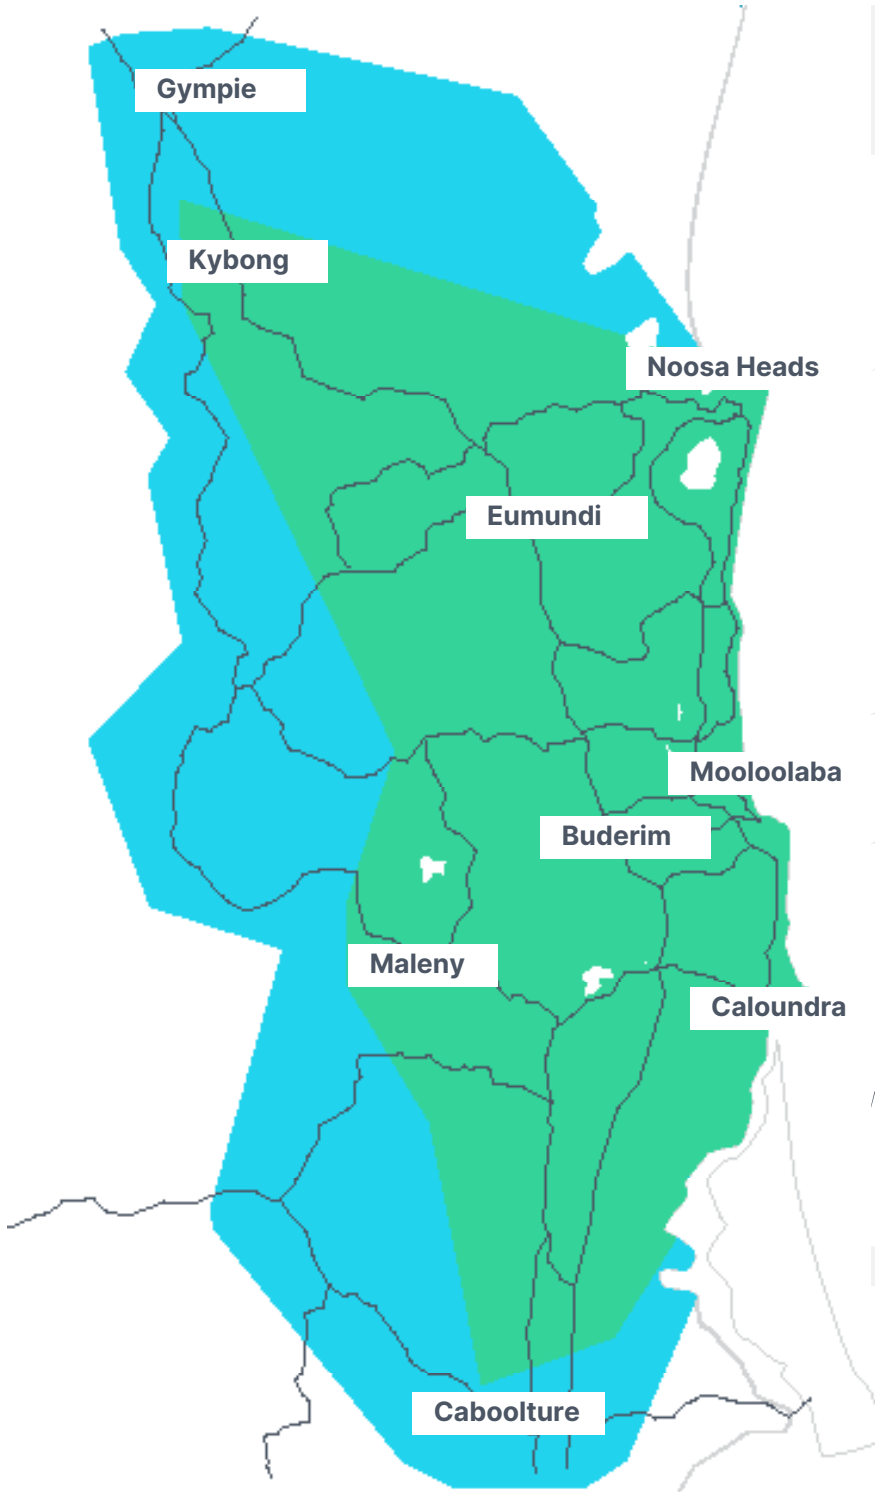 Gympie
Kybong
Noosa Heads
Eumundi
Mooloolaba
Buderim
Maleny
Caloundra
Caboolture